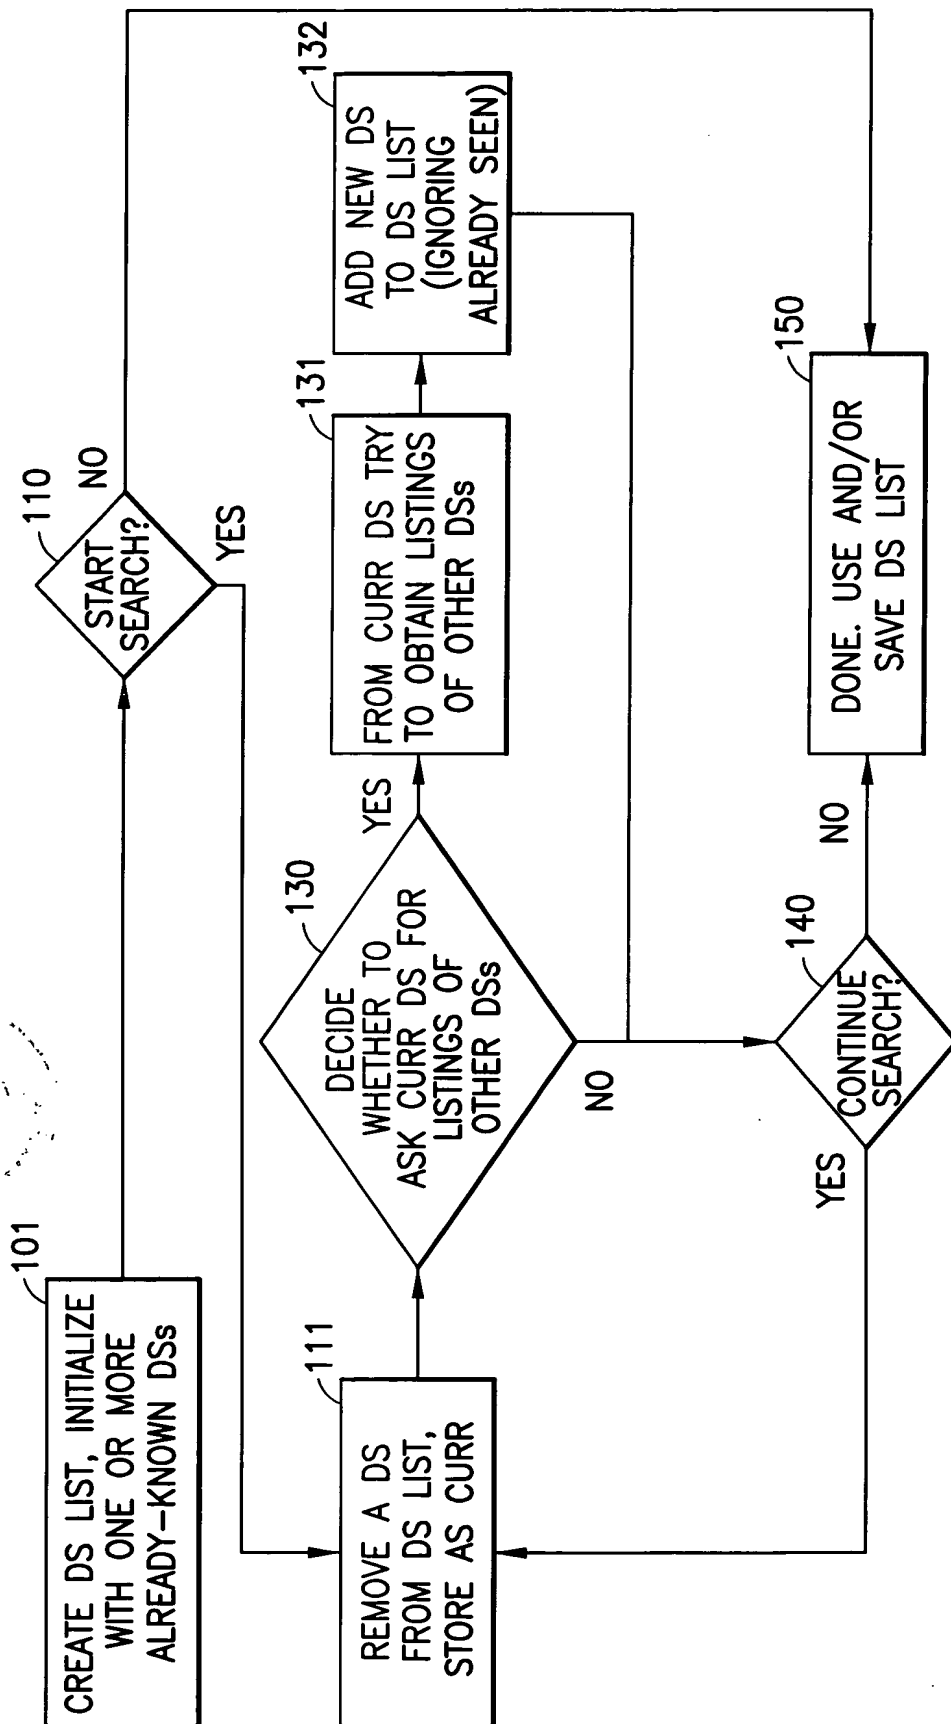 101
CREATE DS LIST, INITIALIZE
WITH ONE OR MORE
ALREADY-KNOWN DSs
110
START
SEARCH?
NO
YES
111
REMOVE A DS
FROM DS LIST,
STORE AS CURR
130
DECIDE
WHETHER TO
ASK CURR DS FOR
LISTINGS OF
OTHER DSs
YES
NO
131
FROM CURR DS TRY
TO OBTAIN LISTINGS
OF OTHER DSs
132
ADD NEW DS
TO DS LIST
(IGNORING
ALREADY SEEN)
140
CONTINUE
SEARCH?
YES
NO
150
DONE. USE AND/OR
SAVE DS LIST